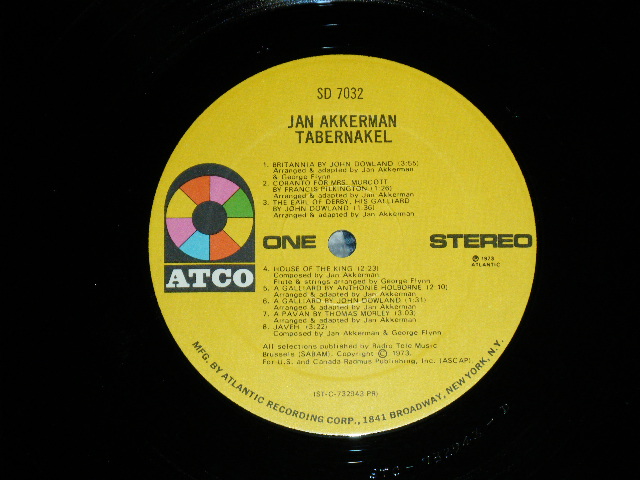 SD 7032
JAN AKKERMAN
TABERNAKEL
1. BRITANNIA BY JOHN DOWLAND (3:55)
Arranged & adapted by Jan Akkerman
& George Flynn
2. CORANTO FOR MRS. MURCOTT
BY FRANCIS PILKINGTON (1:26)
Arranged & adapted by Jan Akkerman
3. THE EARL OF DERBY, HIS GALLIARD
BY JOHN DOWLAND (1:36)
Arranged & adapted by Jan Akkerman
ONE
STEREO
ATCO
℗ 1973
ATLANTIC
4. HOUSE OF THE KING (2:23)
Composed by Jan Akkerman
Flute & strings arranged by George Flynn
5. A GALLIARD BY ANTHONIE HOLBORNE (2:10)
Arranged & adapted by Jan Akkerman
6. A GALLIARD BY JOHN DOWLAND (1:31)
Arranged & adapted by Jan Akkerman
7. A PAVAN BY THOMAS MORLEY (3:03)
Arranged & adapted by Jan Akkerman
8. JAVEH (3:22)
Composed by Jan Akkerman & George Flynn
All selections published by Radio Tele Music
Brussels (SABAM). Copyright © 1973.
For U.S. and Canada Radmus Publishing, Inc. (ASCAP).
(ST-C-732943 PR)
MFG. BY ATLANTIC RECORDING CORP., 1841 BROADWAY, NEW YORK, N.Y.